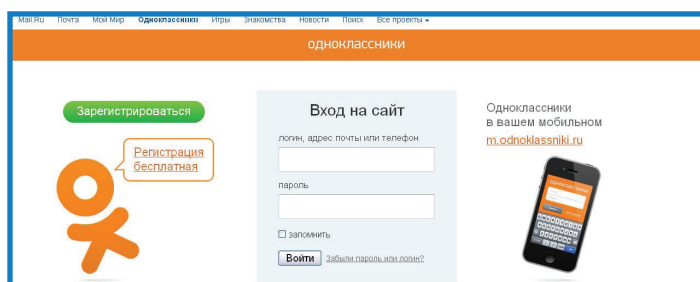 Mail.Ru Почта Мой Мир Одноклассники Игры Знакомства Новости Поиск Все проекты
одноклассники
Зарегистрироваться
Регистрация
бесплатная
Вход на сайт
логин, адрес почты или телефон
пароль
запомнить
Войти Забыли пароль или логин?
Одноклассники
в вашем мобильном
m.odnoklassniki.ru